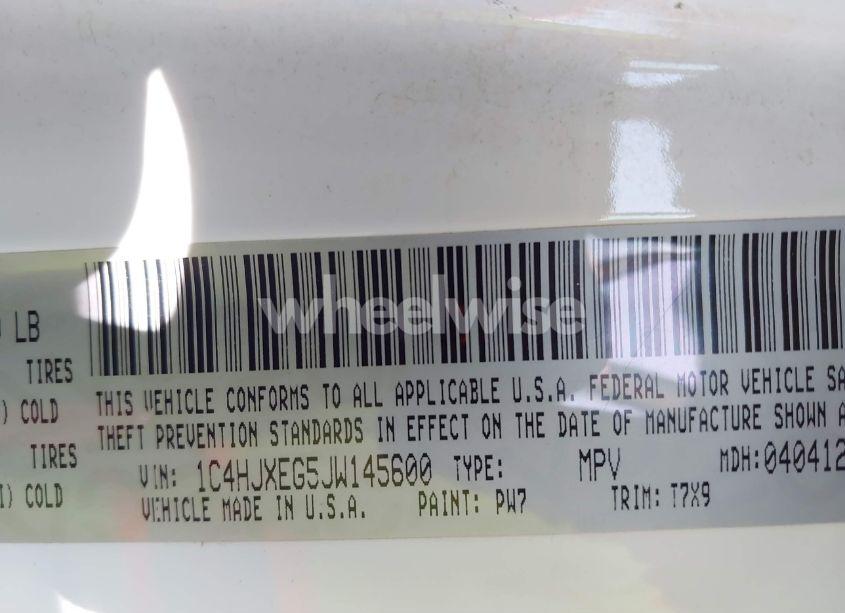 wheelwise
LB
TIRES
) COLD
TIRES
I) COLD
THIS VEHICLE CONFORMS TO ALL APPLICABLE U.S.A. FEDERAL MOTOR VEHICLE SA
THEFT PREVENTION STANDARDS IN EFFECT ON THE DATE OF MANUFACTURE SHOWN A
VIN: 1C4HJXEG5JW145600 TYPE: MPV MDH:040412
VEHICLE MADE IN U.S.A. PAINT: PW7 TRIM: T7X9